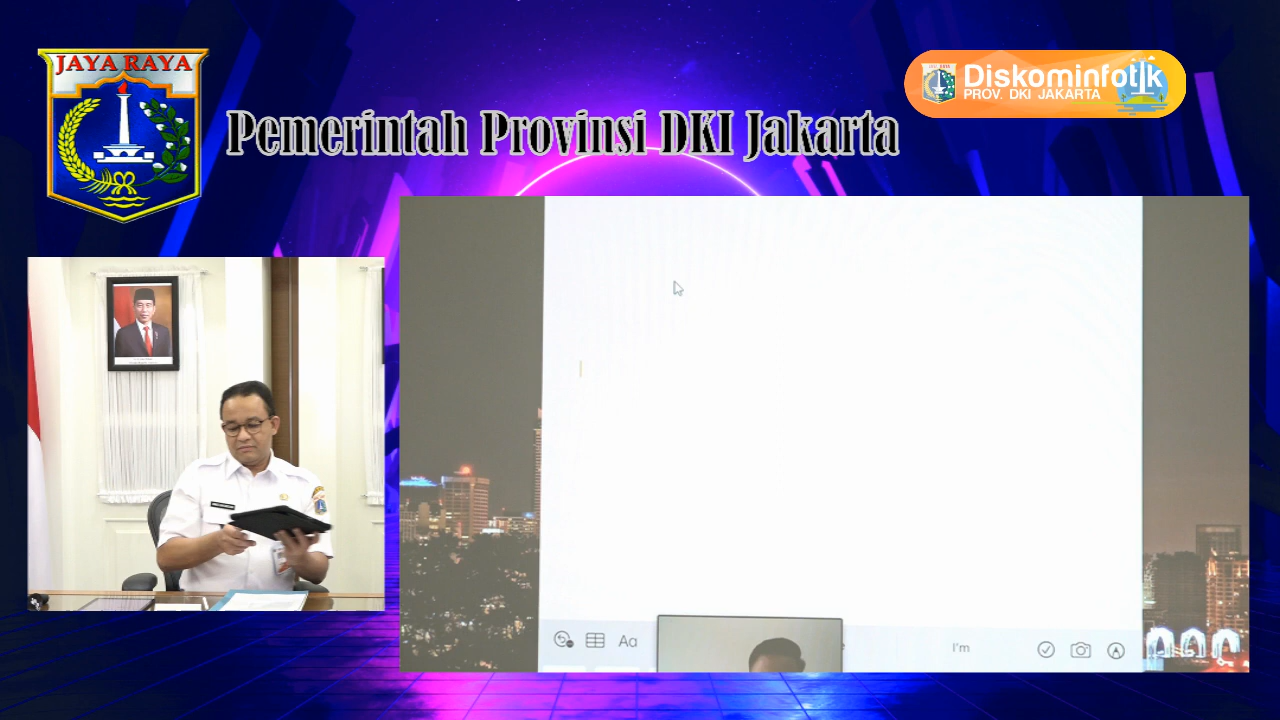 JAYA RAYA
Pemerintah Provinsi DKI Jakarta
Diskominfotik
PROV. DKI JAKARTA
Aa
I'm